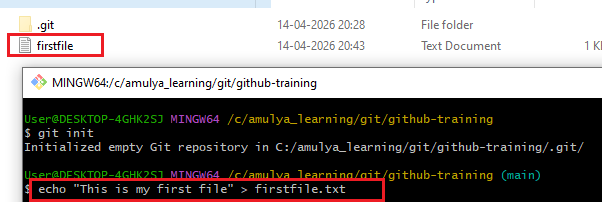 .git 14-04-2026 20:28 File folder
firstfile 14-04-2026 20:43 Text Document 1 K
MINGW64:/c/amulya_learning/git/github-training
User@DESKTOP-4GHK2SJ MINGW64 /c/amulya_learning/git/github-training
$ git init
Initialized empty Git repository in C:/amulya_learning/git/github-training/.git/
User@DESKTOP-4GHK2SJ MINGW64 /c/amulya_learning/git/github-training (main)
$ echo "This is my first file" > firstfile.txt